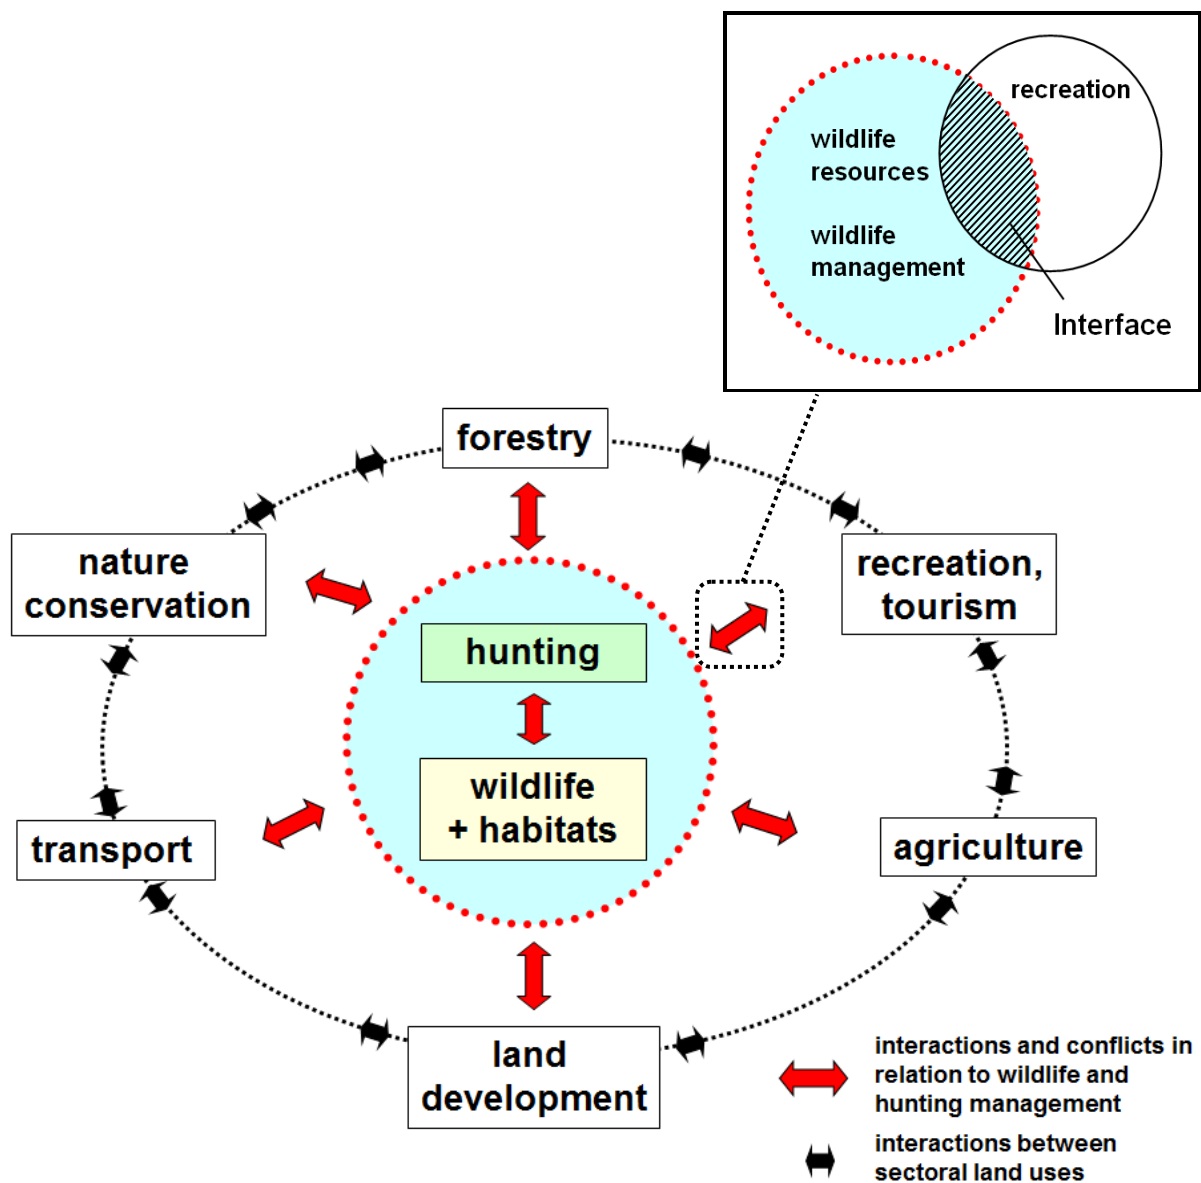 recreation
wildlife
resources
wildlife
management
Interface
forestry
nature
conservation
recreation,
tourism
hunting
wildlife
+ habitats
transport
agriculture
land
development
interactions and conflicts in
relation to wildlife and
hunting management
interactions between
sectoral land uses